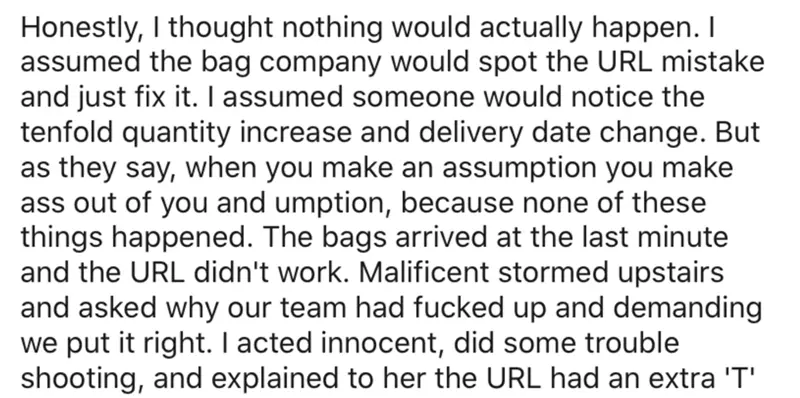 Honestly, I thought nothing would actually happen. I
assumed the bag company would spot the URL mistake
and just fix it. I assumed someone would notice the
tenfold quantity increase and delivery date change. But
as they say, when you make an assumption you make
ass out of you and umption, because none of these
things happened. The bags arrived at the last minute
and the URL didn't work. Malificent stormed upstairs
and asked why our team had fucked up and demanding
we put it right. I acted innocent, did some trouble
shooting, and explained to her the URL had an extra 'T'